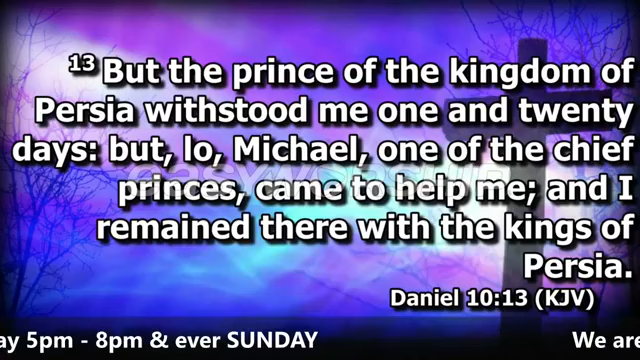 13 But the prince of the kingdom of
Persia withstood me one and twenty
days: but, lo, Michael, one of the chief
princes, came to help me; and I
remained there with the kings of
Persia.
Daniel 10:13 (KJV)
ay 5pm - 8pm & ever SUNDAY We are